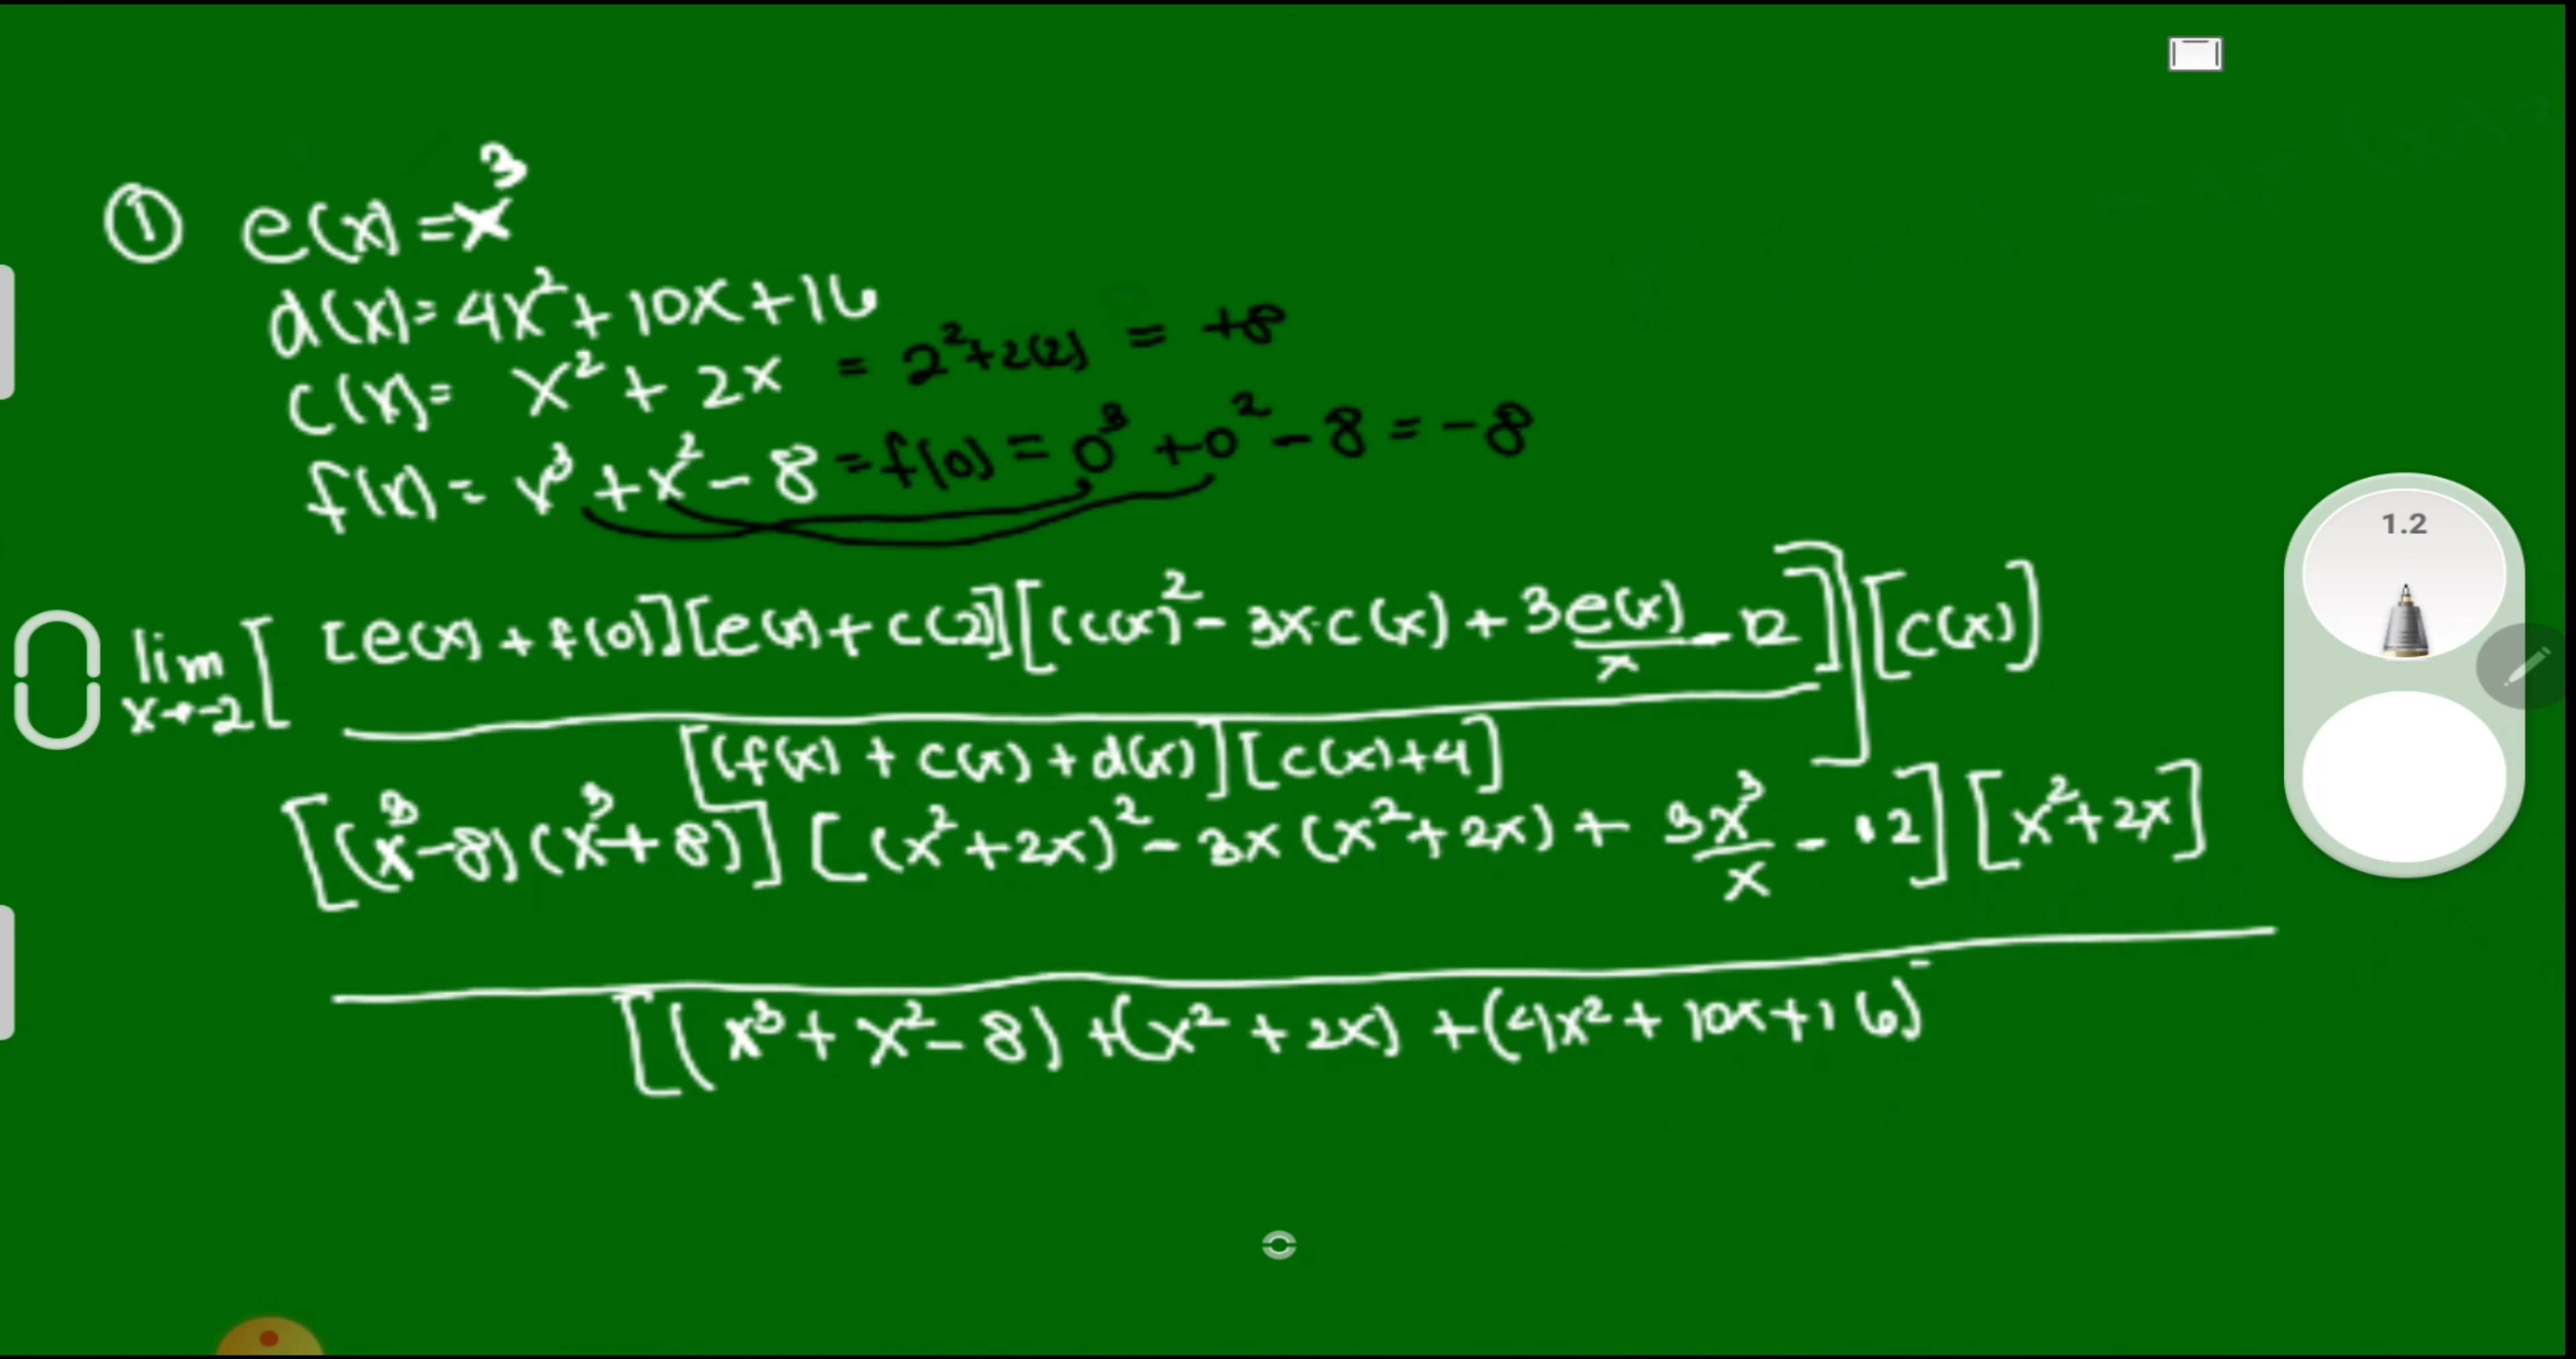 ① e(x) = x³
d(x) = 4x² + 10x + 16
c(x) = x² + 2x = 2² + 2(2) = +8
f(x) = x³ + x² - 8 = f(0) = 0³ + 0² - 8 = -8
lim x→-2 [ [e(x) + f(0)][e(x) + c(2)][(c(x))² - 3x·c(x) + 3e(x)/x - 12] ] [c(x)]
[(f(x) + c(x) + d(x)][c(x) + 4]
[(x³ - 8)(x³ + 8)] [(x² + 2x)² - 3x(x² + 2x) + 3x³/x - 12] [x² + 2x]
[(x³ + x² - 8) + (x² + 2x) + (4x² + 10x + 16)
1.2